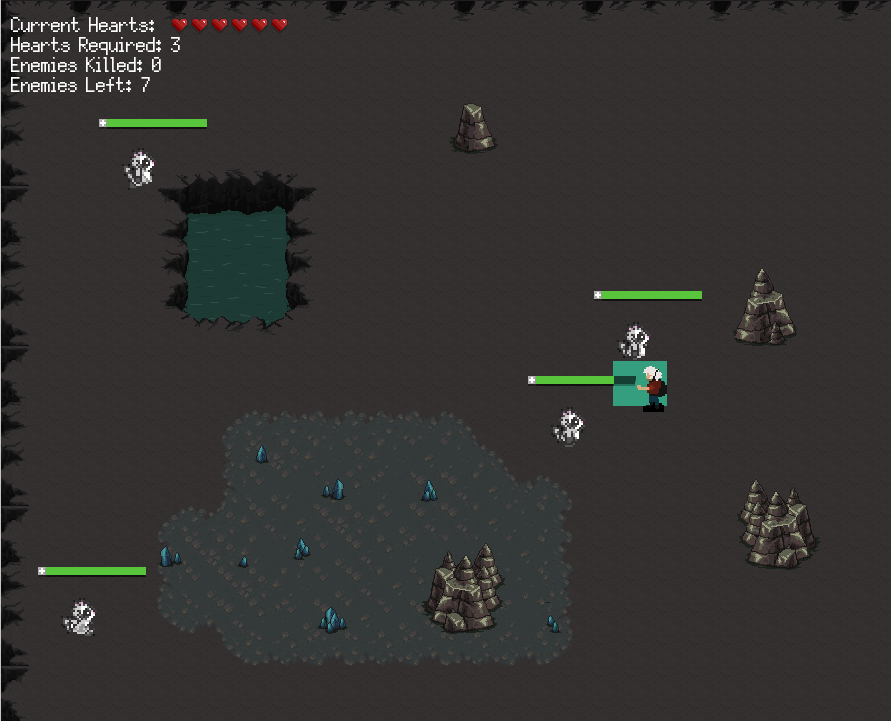 Current Hearts:
Hearts Required: 3
Enemies Killed: 0
Enemies Left: 7